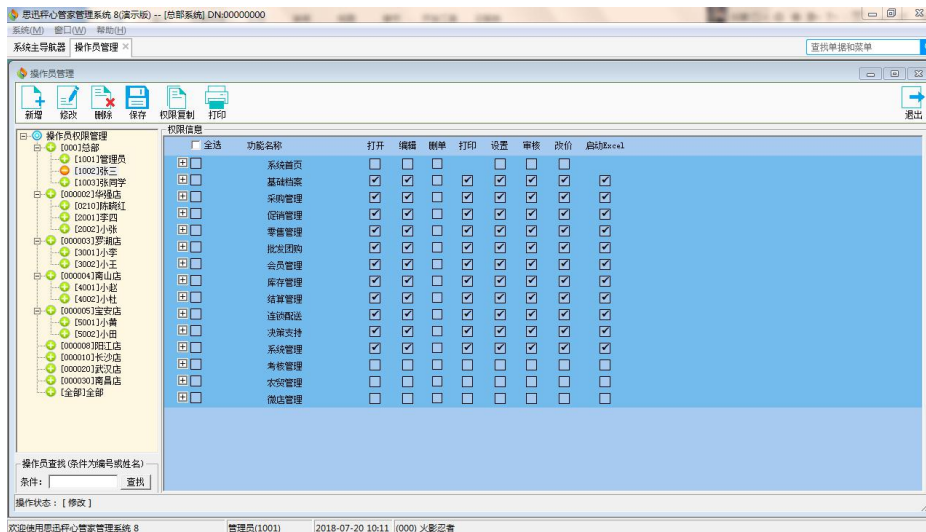 思迅秤心管家管理系统 8(演示版) -- [总部系统] DN:00000000
系统(M) 窗口(W) 帮助(H)
系统主导航器 操作员管理 查找单据和菜单
操作员管理
新增 修改 删除 保存 权限复制 打印 退出
操作员权限管理
[000]总部
[1001]管理员
[1002]张三
[1003]张同学
[000002]华强店
[0210]陈晓红
[2001]李四
[2002]小张
[000003]罗湖店
[3001]小李
[3002]小王
[000004]南山店
[4001]小赵
[4002]小杜
[000005]宝安店
[5001]小黄
[5002]小田
[000008]阳江店
[000010]长沙店
[000020]武汉店
[000030]南昌店
[全部]全部
操作员查找(条件为编号或姓名)
条件: 查找
权限信息
全选 功能名称 打开 编辑 删单 打印 设置 审核 改价 启动Excel
系统首页
基础档案
采购管理
促销管理
零售管理
批发团购
会员管理
库存管理
结算管理
连锁配送
决策支持
系统管理
考核管理
农贸管理
微店管理
操作状态: [ 修改 ]
欢迎使用思迅秤心管家管理系统 8 管理员(1001) 2018-07-20 10:11 (000) 火影忍者